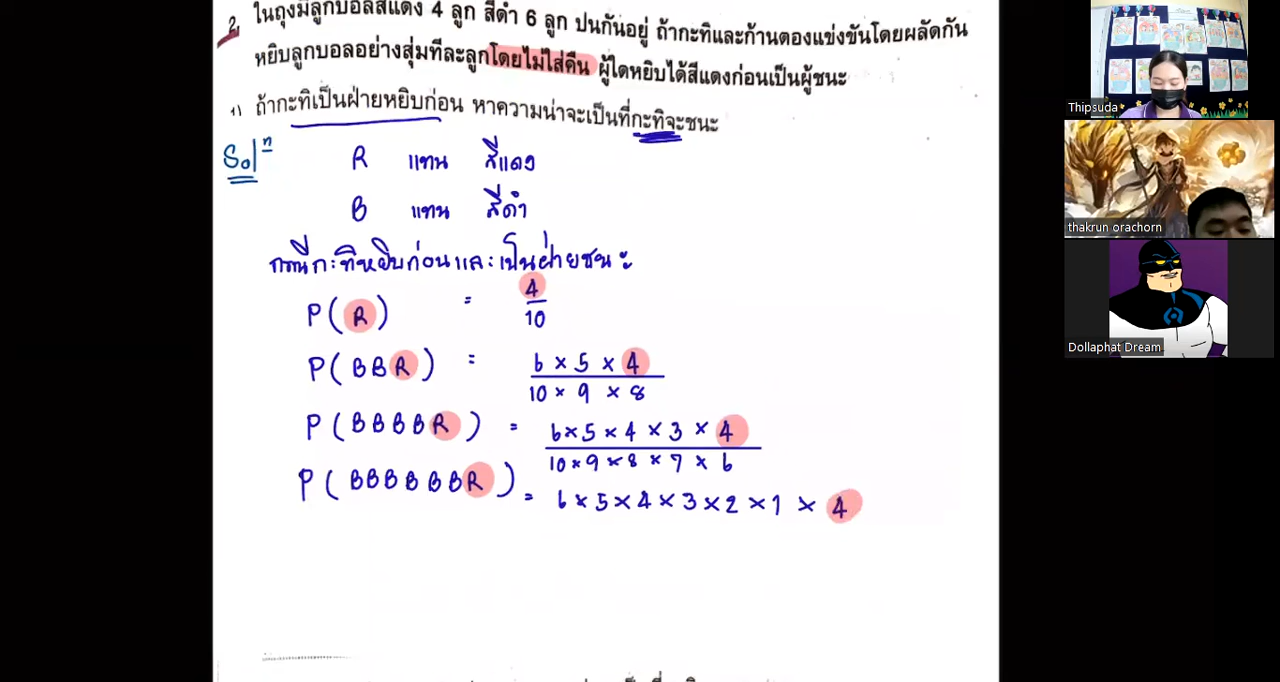 2. ในถุงมีลูกบอลสีแดง 4 ลูก สีดำ 6 ลูก ปนกันอยู่ ถ้ากะทิและก้านตองแข่งขันโดยผลัดกัน
หยิบลูกบอลอย่างสุ่มทีละลูกโดยไม่ใส่คืน ผู้ใดหยิบได้สีแดงก่อนเป็นผู้ชนะ
1) ถ้ากะทิเป็นฝ่ายหยิบก่อน หาความน่าจะเป็นที่กะทิจะชนะ
Solⁿ R แทน สีแดง
B แทน สีดำ
กรณีกะทิหยิบก่อนและเป็นฝ่ายชนะ
P(R) = 4/10
P(BBR) = 6 × 5 × 4 / 10 × 9 × 8
P(BBBBR) = 6 × 5 × 4 × 3 × 4 / 10 × 9 × 8 × 7 × 6
P(BBBBBBR) = 6 × 5 × 4 × 3 × 2 × 1 × 4
Thipsuda
thakrun orachorn
Dollaphat Dream